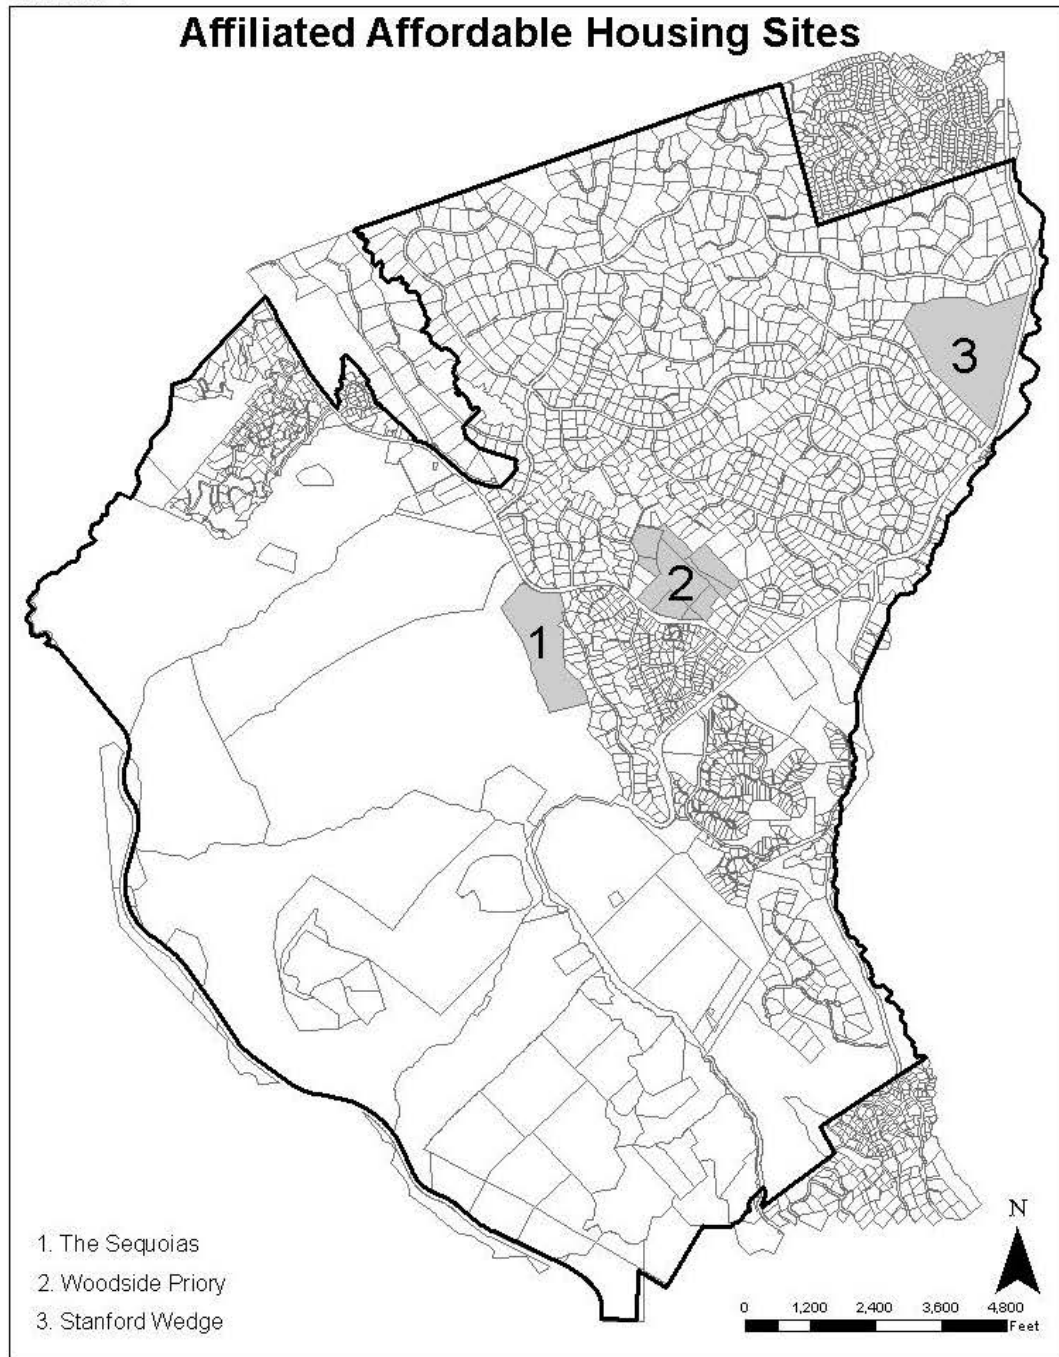 Affiliated Affordable Housing Sites
3
2
1
1. The Sequoias
2. Woodside Priory
3. Stanford Wedge
N
0 1,200 2,400 3,600 4,800
Feet